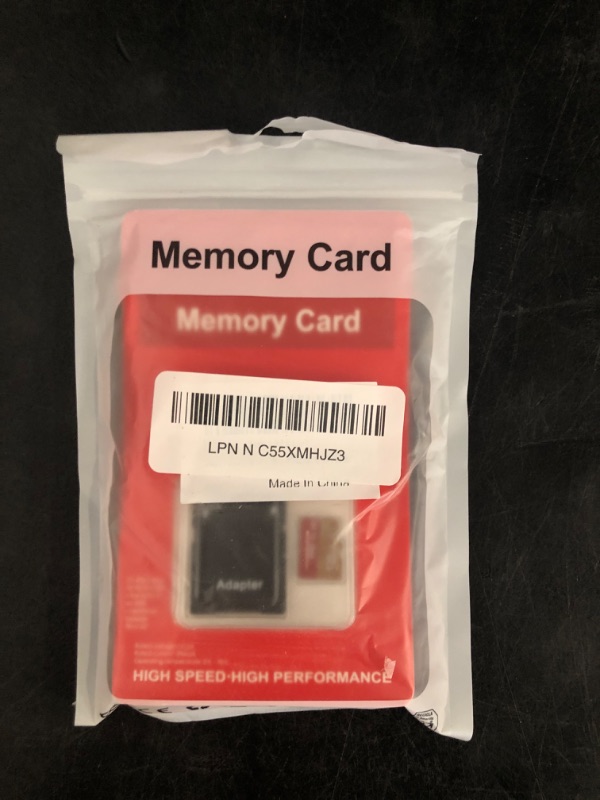 Memory Card
Memory Card
LPN N C55XMHJZ3
Made In China
Adapter
HIGH SPEED-HIGH PERFORMANCE